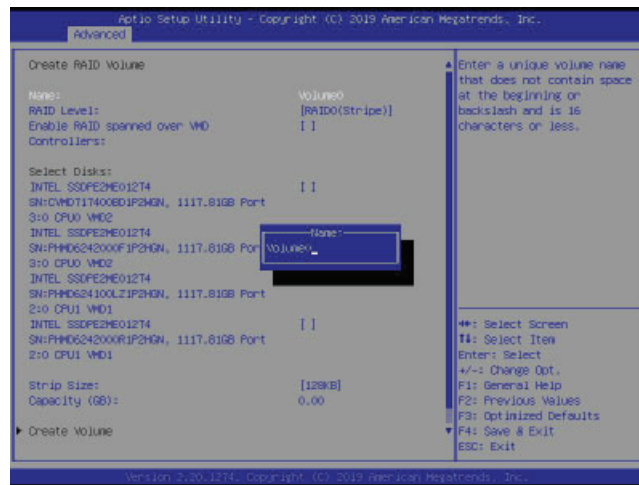 Aptio Setup Utility - Copyright (C) 2019 American Megatrends, Inc.
Advanced
Create RAID Volume
Name: Volume0
RAID Level: [RAID0(Stripe)]
Enable RAID spanned over VMD [ ]
Controllers:
Select Disks:
INTEL SSDPE2ME012T4 [ ]
SN:CVMD717400BD1P2MGN, 1117.81GB Port
3:0 CPU0 VMD2
INTEL SSDPE2ME012T4
SN:PHMD6242000F1P2HGN, 1117.81GB Por
3:0 CPU0 VMD2
INTEL SSDPE2ME012T4
SN:PHMD624100LZ1P2HGN, 1117.81GB Port
2:0 CPU1 VMD1
INTEL SSDPE2ME012T4 [ ]
SN:PHMD6242000R1P2HGN, 1117.81GB Port
2:0 CPU1 VMD1
Strip Size: [128KB]
Capacity (GB): 0.00
Create Volume
Name:
Volume0_
Enter a unique volume name
that does not contain space
at the beginning or
backslash and is 16
characters or less.
→←: Select Screen
↑↓: Select Item
Enter: Select
+/-: Change Opt.
F1: General Help
F2: Previous Values
F3: Optimized Defaults
F4: Save & Exit
ESC: Exit
Version 2.20.1274. Copyright (C) 2019 American Megatrends, Inc.